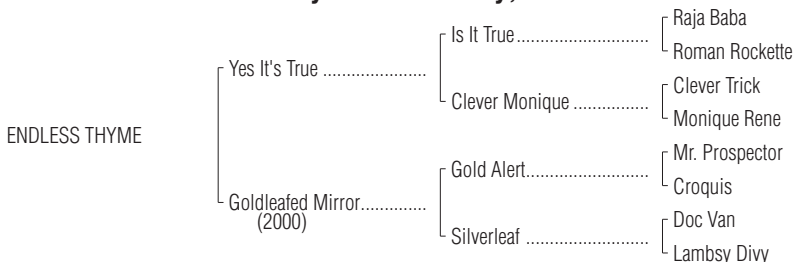 Raja Baba
Is It True
Roman Rockette
Yes It's True
Clever Trick
Clever Monique
Monique Rene
ENDLESS THYME
Mr. Prospector
Gold Alert
Croquis
Goldleafed Mirror
(2000)
Doc Van
Silverleaf
Lambsy Divy